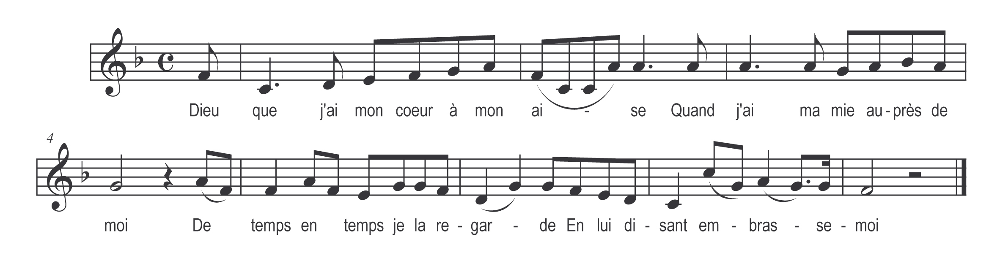 Dieu que j'ai mon coeur à mon ai - se Quand j'ai ma mie au - près de
4
moi De temps en temps je la re - gar - de En lui di - sant em - bras - se - moi